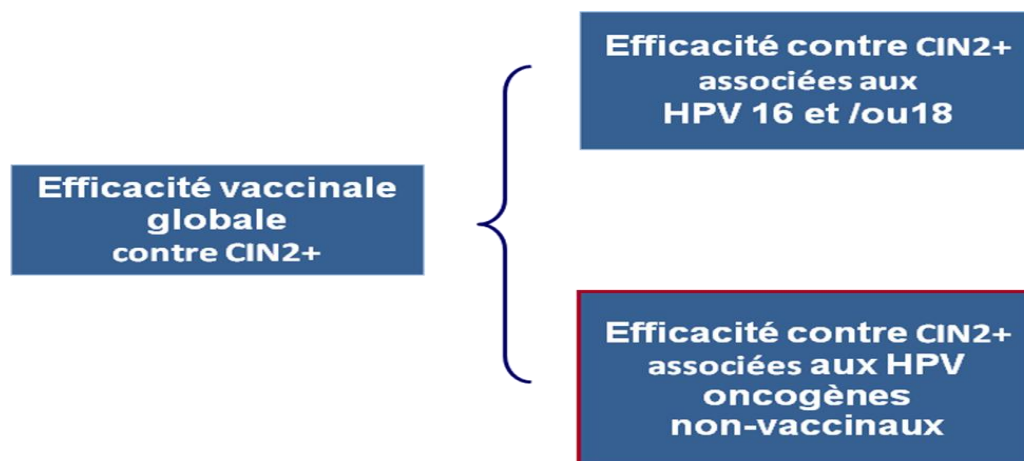 Efficacité contre CIN2+
associées aux
HPV 16 et /ou18
Efficacité vaccinale
globale
contre CIN2+
Efficacité contre CIN2+
associées aux HPV
oncogènes
non-vaccinaux